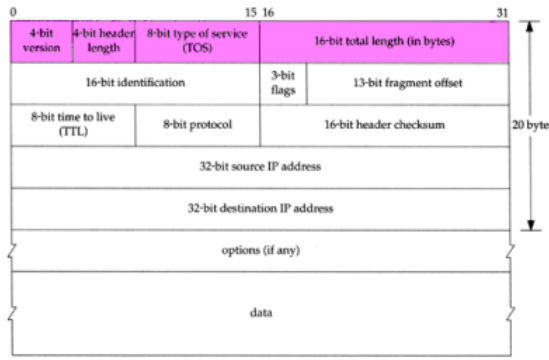 0 15 16 31
4-bit version 4-bit header length 8-bit type of service (TOS) 16-bit total length (in bytes)
16-bit identification 3-bit flags 13-bit fragment offset
8-bit time to live (TTL) 8-bit protocol 16-bit header checksum
20 byte
32-bit source IP address
32-bit destination IP address
options (if any)
data